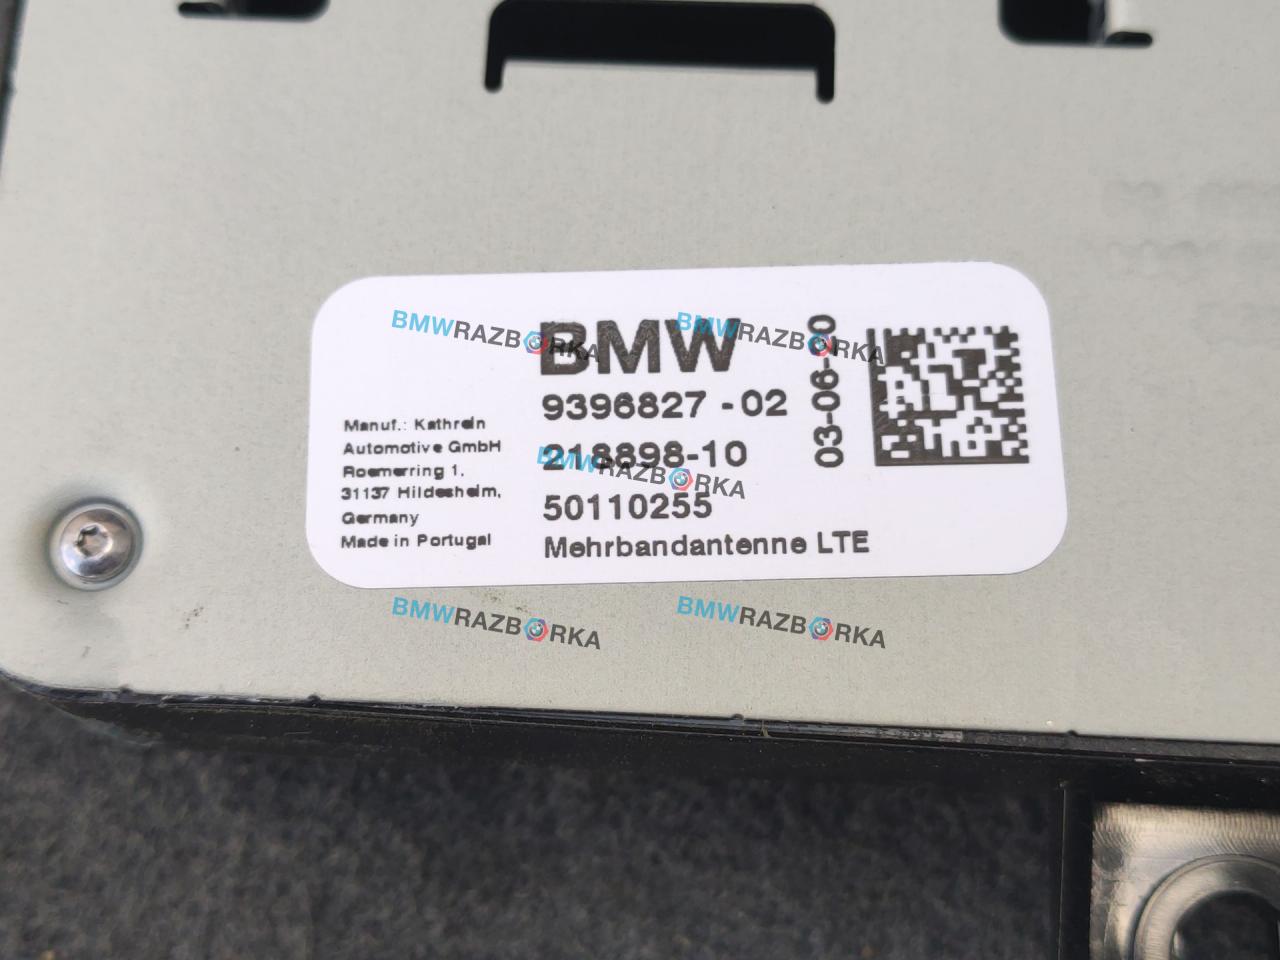 BMW
9396827 -02
218898-10
50110255
Mehrbandantenne LTE
Manuf.: Kathrein
Automotive GmbH
Roemerring 1,
31137 Hildesheim,
Germany
Made in Portugal
03-06-20
BMWRAZBORKA
BMWRAZBORKA
BMWRAZBORKA
BMWRAZBORKA
BMWRAZBORKA